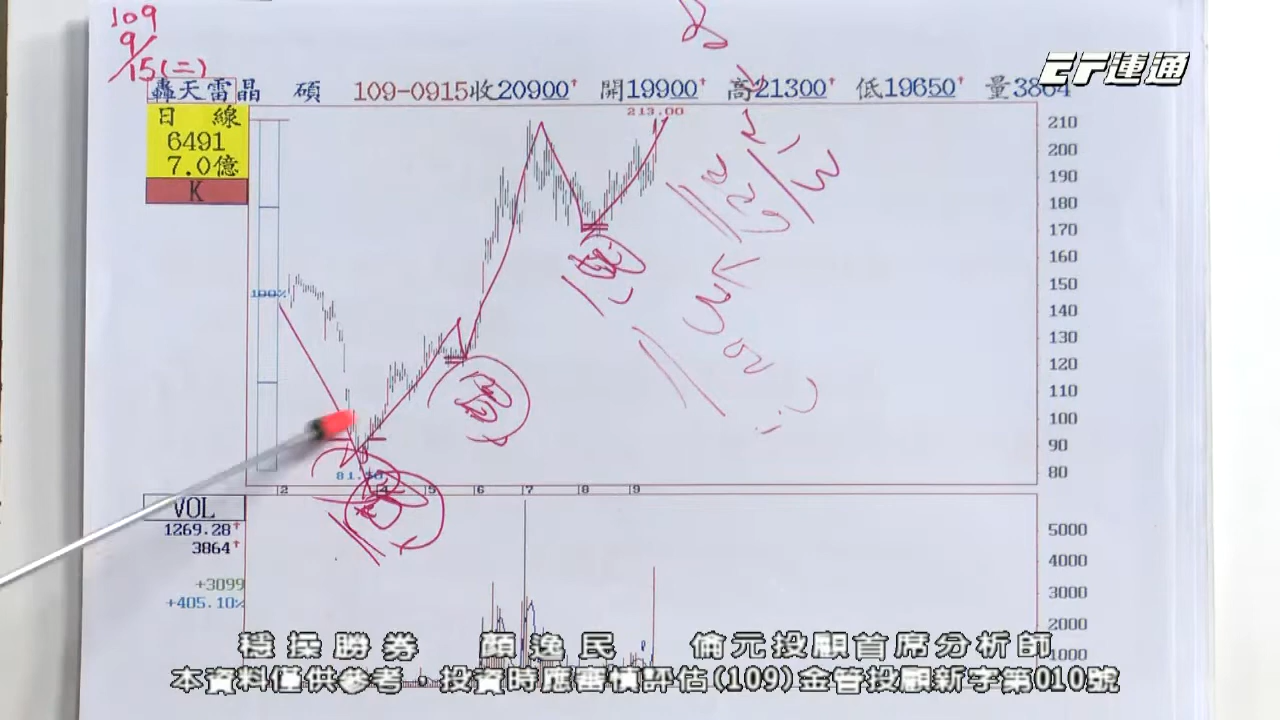 109
9/15(二)
EF運通
轟天雷晶 碩 109-0915收20900↑ 開19900↑ 高21300↑ 低19650↑ 量3864
日 線
6491
7.0億
K
213.00
210
200
190
180
170
160
150
140
130
120
110
100
90
80
100%
2 4 5 6 7 8 9
300
VOL
1269.28↑
3864↑
+3099
+405.10%
5000
4000
3000
2000
1000
穩操勝券 顏逸民 倫元投顧首席分析師
本資料僅供參考。投資時應審慎評估(109)金管投顧新字第010號